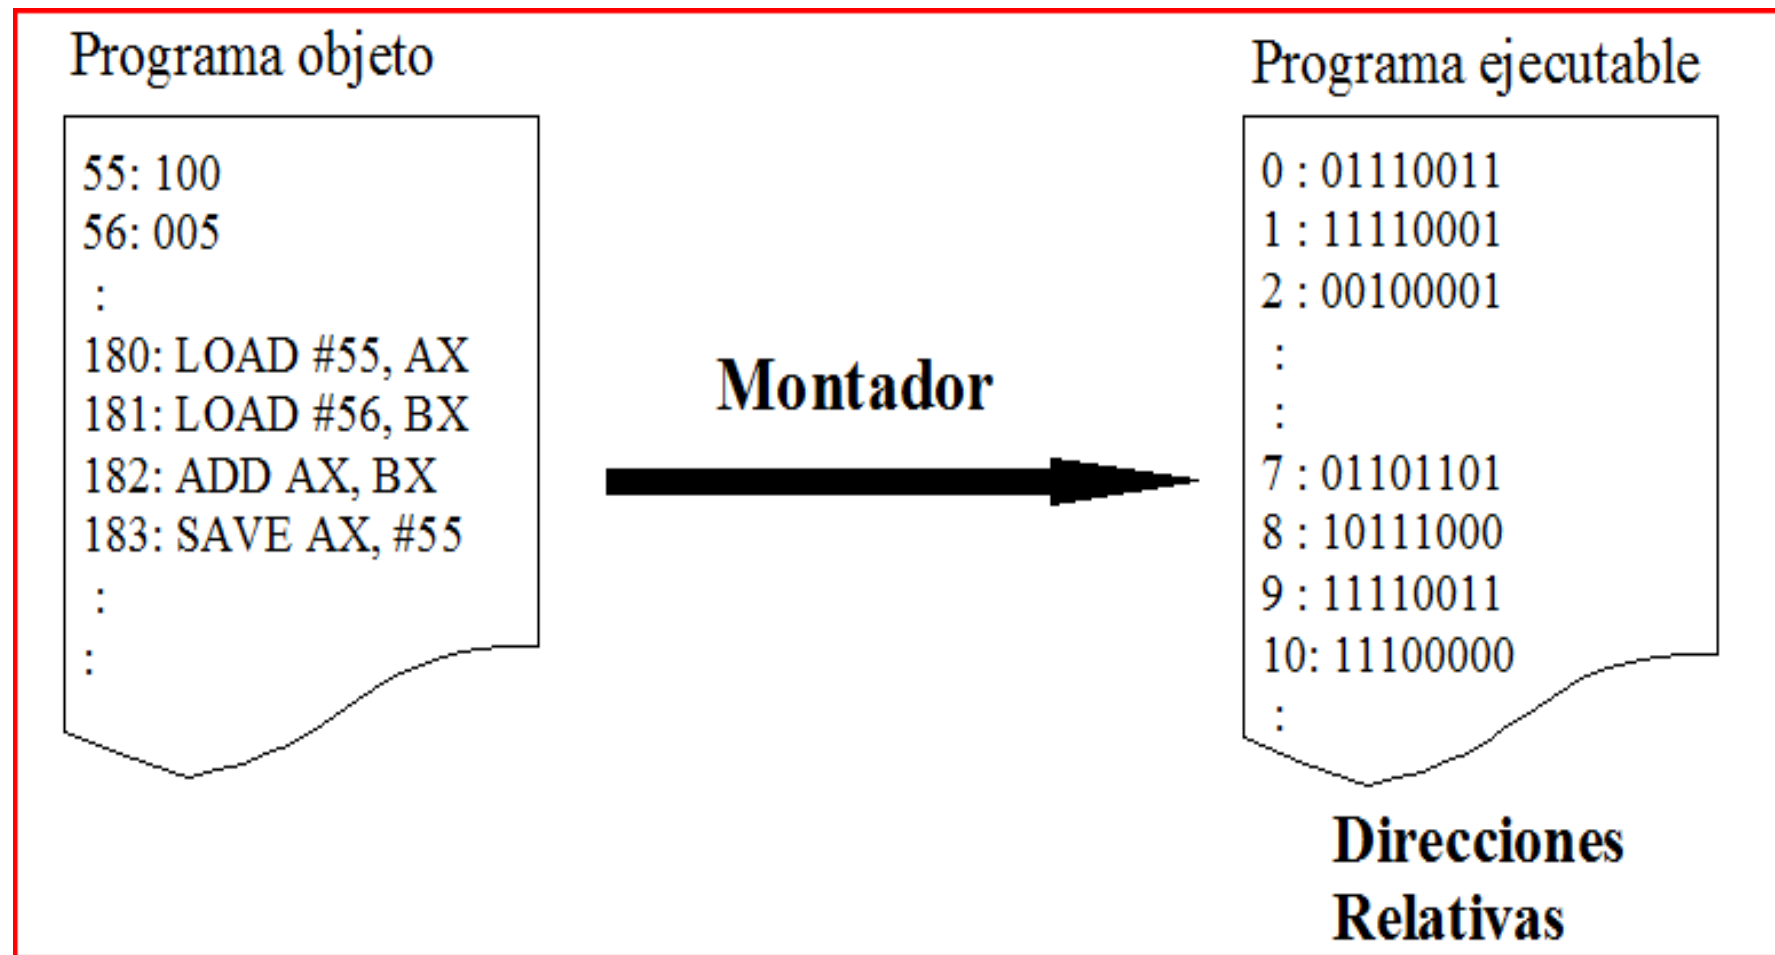 Programa objeto
55: 100
56: 005
:
180: LOAD #55, AX
181: LOAD #56, BX
182: ADD AX, BX
183: SAVE AX, #55
:
:
Montador
Programa ejecutable
0 : 01110011
1 : 11110001
2 : 00100001
:
:
7 : 01101101
8 : 10111000
9 : 11110011
10: 11100000
:
Direcciones
Relativas